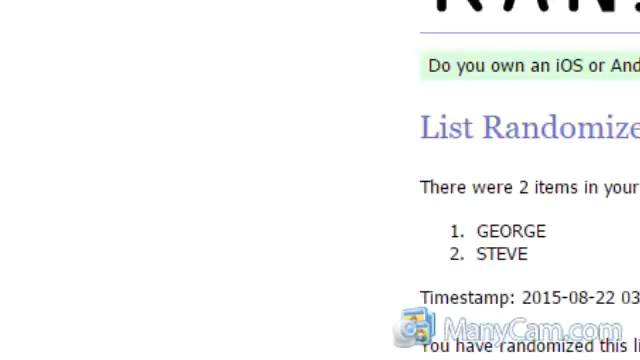 Do you own an iOS or And
List Randomize
There were 2 items in your
1. GEORGE
2. STEVE
Timestamp: 2015-08-22 03
ManyCam.com
You have randomized this li